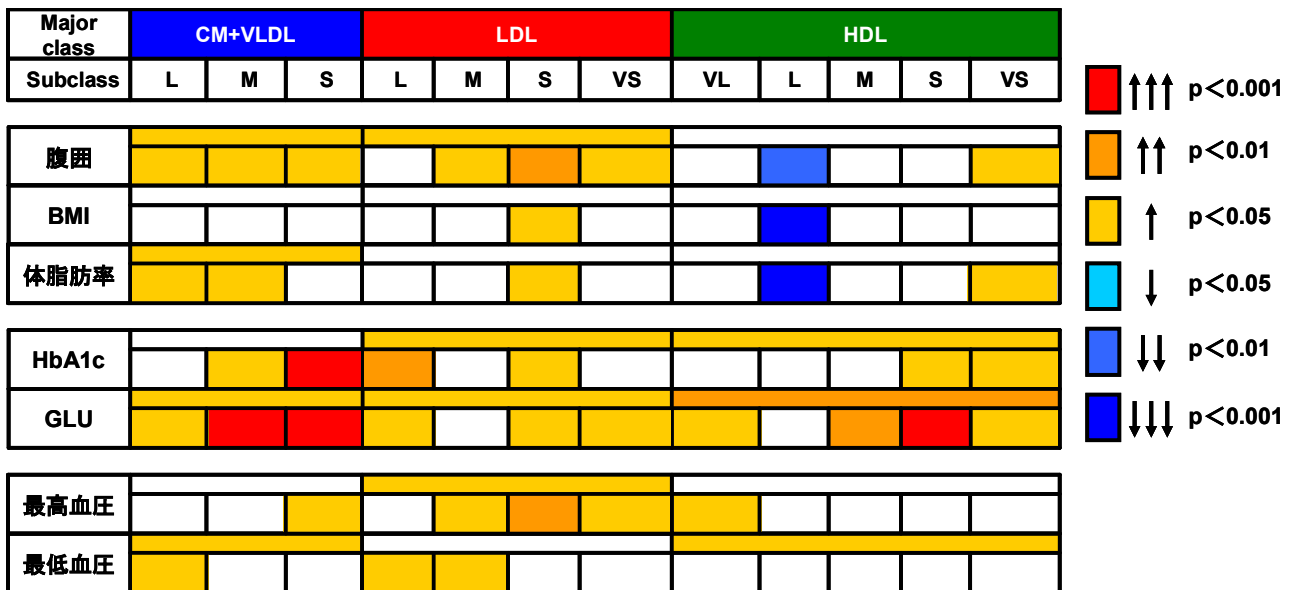 Major class CM+VLDL LDL HDL
Subclass L M S L M S VS VL L M S VS
↑↑↑ p＜0.001
腹囲 ↑↑ p＜0.01
BMI ↑ p＜0.05
体脂肪率 ↓ p＜0.05
HbA1c ↓↓ p＜0.01
GLU ↓↓↓ p＜0.001
最高血圧
最低血圧